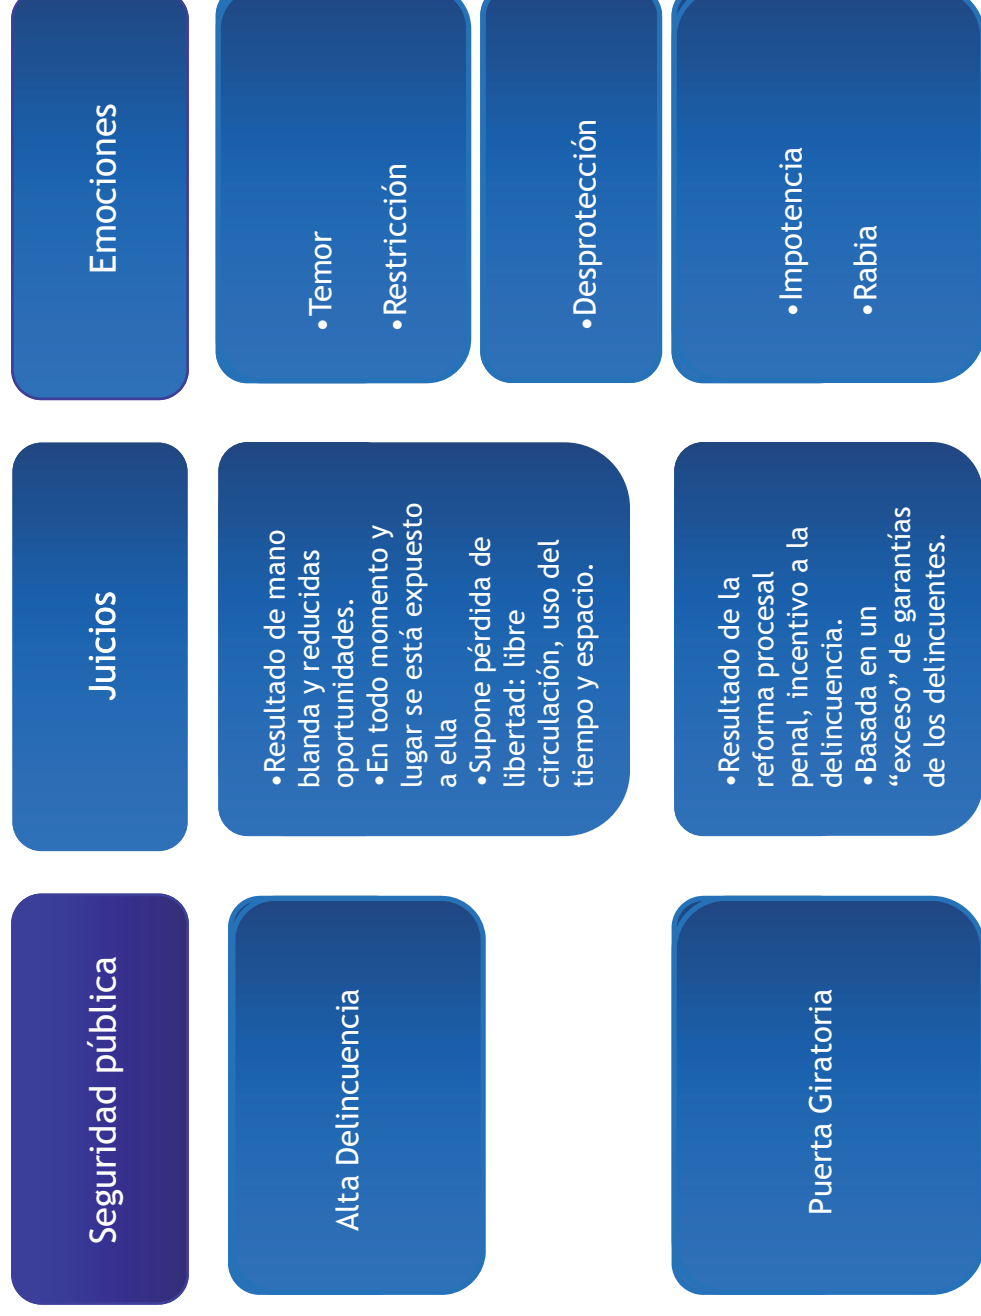 Seguridad pública
Juicios
Emociones
Alta Delincuencia
•Resultado de mano
blanda y reducidas
oportunidades.
•En todo momento y
lugar se está expuesto
a ella
•Supone pérdida de
libertad: libre
circulación, uso del
tiempo y espacio.
•Temor
•Restricción
•Desprotección
Puerta Giratoria
•Resultado de la
reforma procesal
penal, incentivo a la
delincuencia.
•Basada en un
“exceso” de garantías
de los delincuentes.
•Impotencia
•Rabia